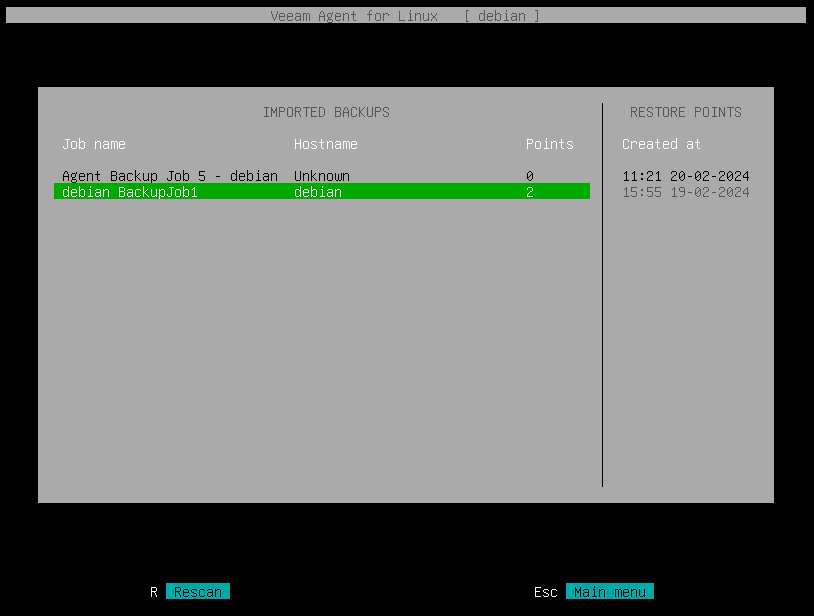 Veeam Agent for Linux [ debian ]
IMPORTED BACKUPS RESTORE POINTS
Job name Hostname Points Created at
Agent Backup Job 5 - debian Unknown 0 11:21 20-02-2024
debian BackupJob1 debian 2 15:55 19-02-2024
R Rescan Esc Main menu